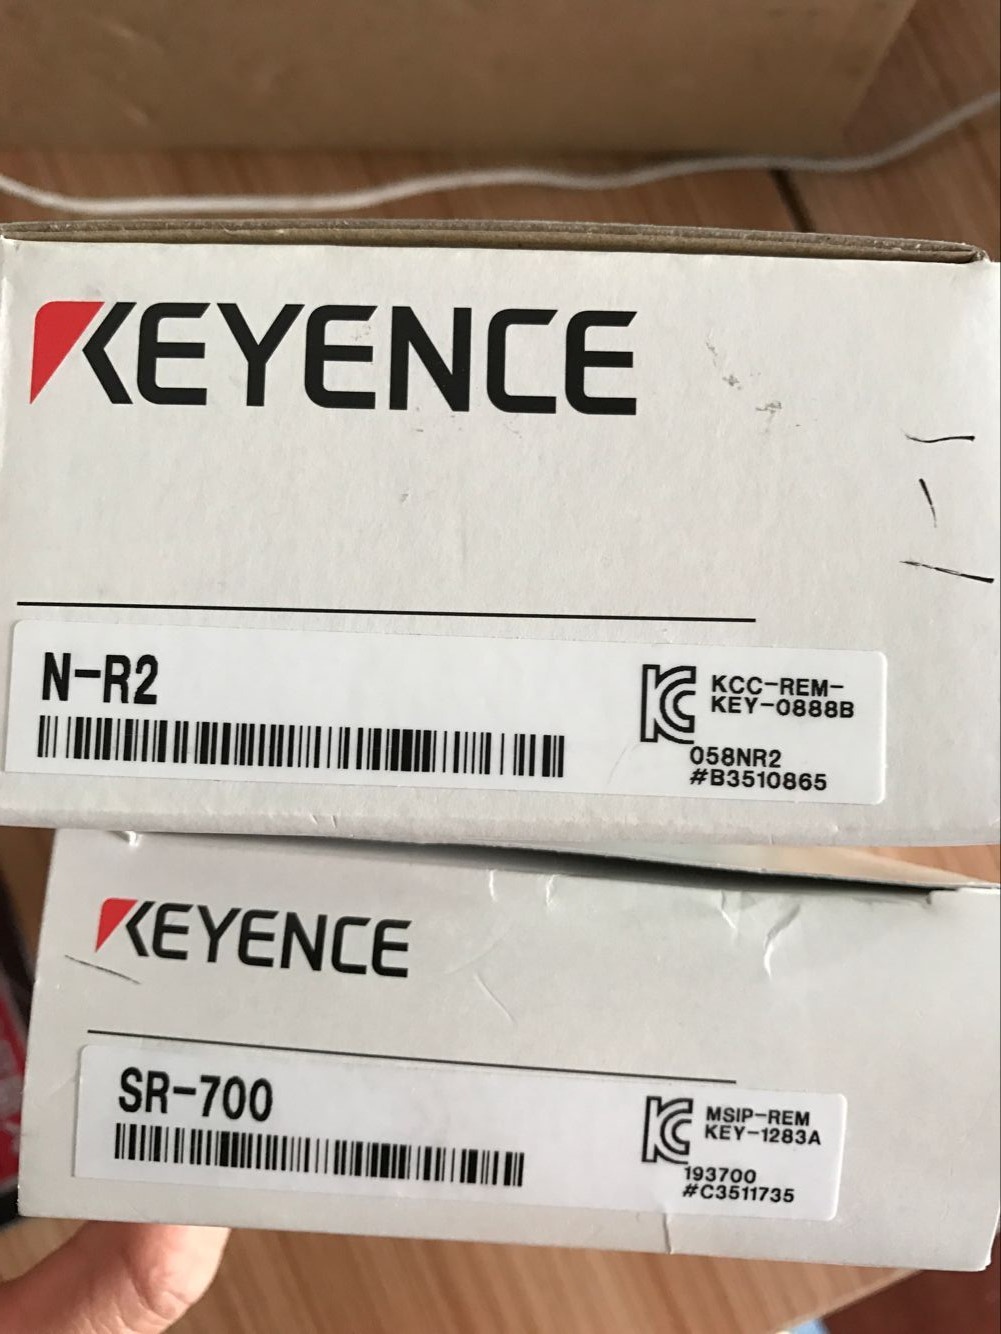 KEYENCE
N-R2
KCC-REM-
KEY-0888B
058NR2
#B3510865
KEYENCE
SR-700
MSIP-REM
KEY-1283A
193700
#C3511735